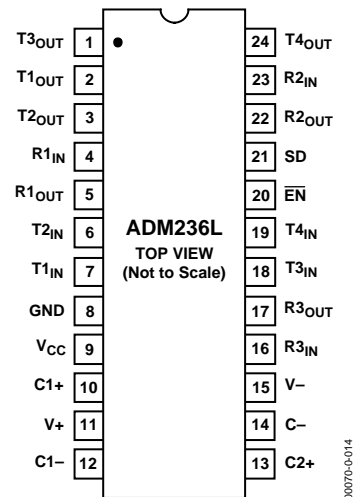 T3OUT 1 24 T4OUT
T1OUT 2 23 R2IN
T2OUT 3 22 R2OUT
R1IN 4 21 SD
R1OUT 5 20 EN
T2IN 6 ADM236L 19 T4IN
TOP VIEW
T1IN 7 (Not to Scale) 18 T3IN
GND 8 17 R3OUT
VCC 9 16 R3IN
C1+ 10 15 V–
V+ 11 14 C–
C1– 12 13 C2+
00070-0-014